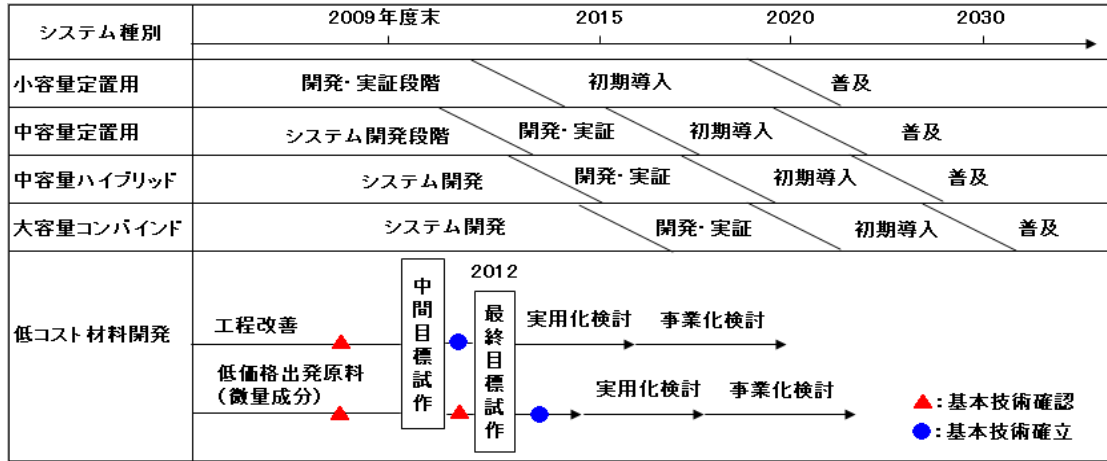 システム種別
2009年度末 2015 2020 2030
小容量定置用 開発・実証段階 初期導入 普及
中容量定置用 システム開発段階 開発・実証 初期導入 普及
中容量ハイブリッド システム開発 開発・実証 初期導入 普及
大容量コンバインド システム開発 開発・実証 初期導入 普及
低コスト材料開発
工程改善
中間目標試作
2012
最終目標試作
実用化検討 事業化検討
低価格出発原料
(微量成分)
実用化検討 事業化検討
▲:基本技術確認
●:基本技術確立